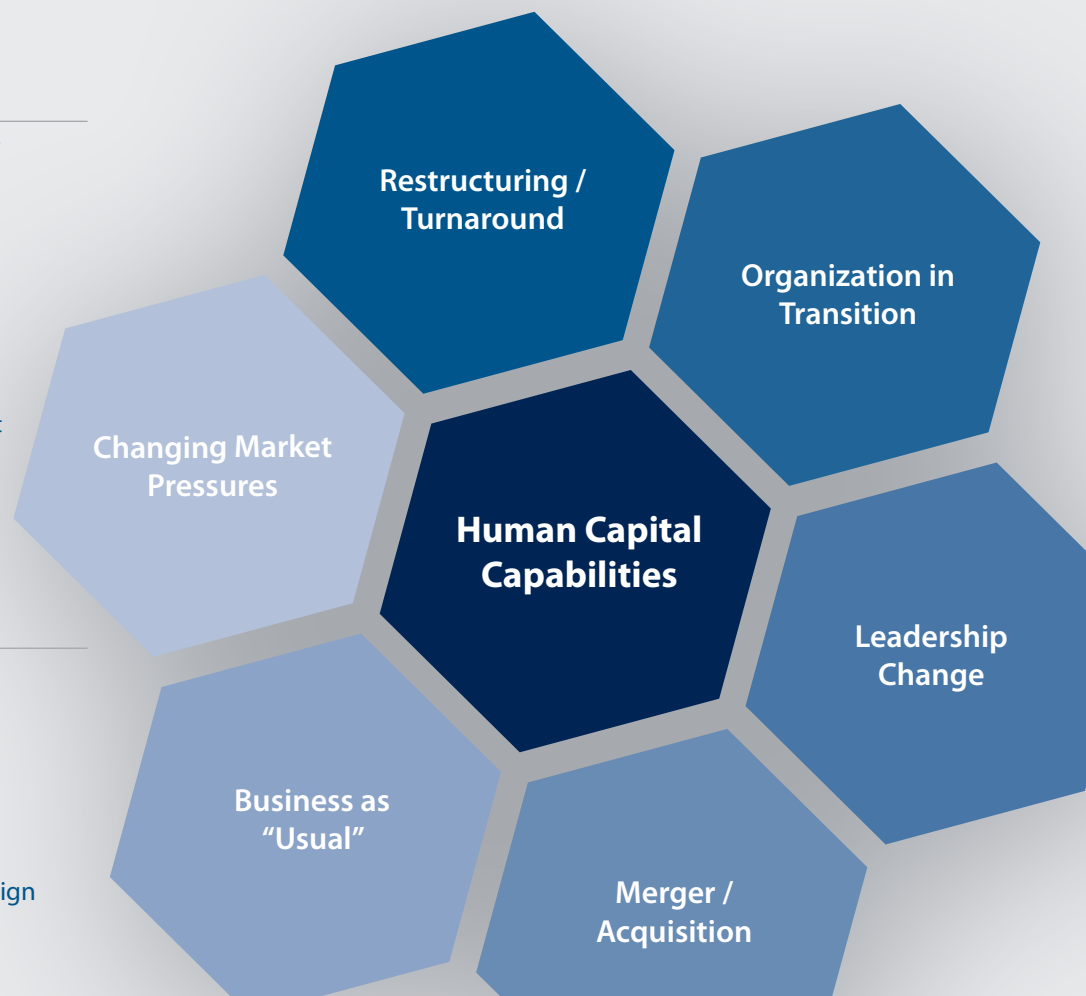 Restructuring /
Turnaround
Organization in
Transition
Changing Market
Pressures
Human Capital
Capabilities
Leadership
Change
Business as
“Usual”
Merger /
Acquisition